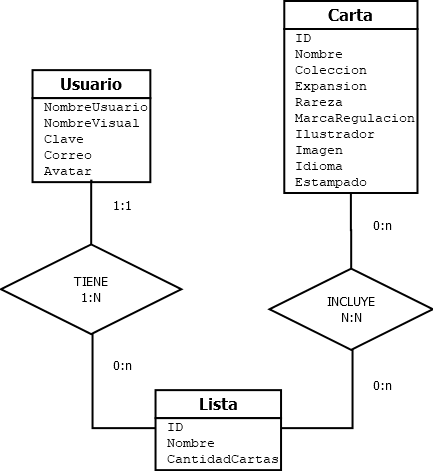 Carta
ID
Nombre
Coleccion
Expansion
Rareza
MarcaRegulacion
Ilustrador
Imagen
Idioma
Estampado
Usuario
NombreUsuario
NombreVisual
Clave
Correo
Avatar
1:1
0:n
TIENE
1:N
INCLUYE
N:N
0:n
0:n
Lista
ID
Nombre
CantidadCartas